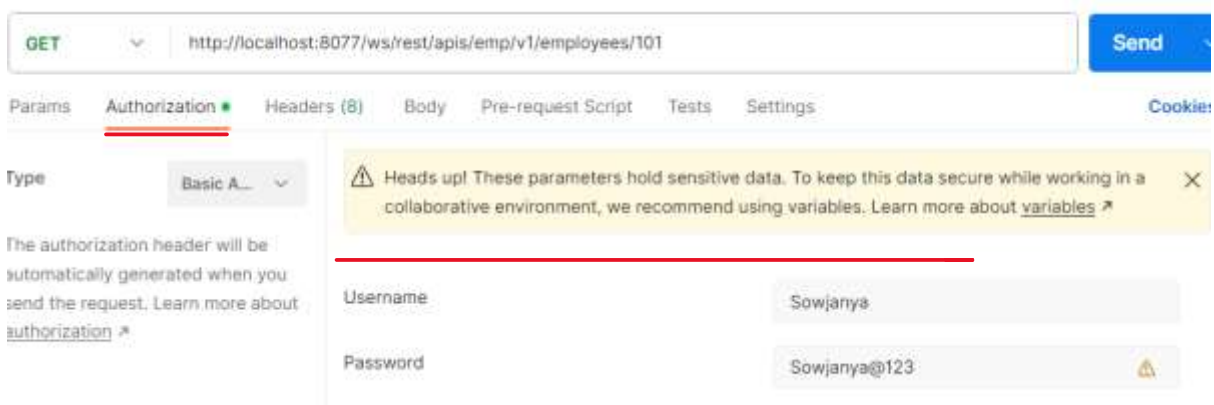 GET http://localhost:8077/ws/rest/apis/emp/v1/employees/101 Send
Params Authorization Headers (8) Body Pre-request Script Tests Settings Cookies
Type Basic A...
Heads up! These parameters hold sensitive data. To keep this data secure while working in a
collaborative environment, we recommend using variables. Learn more about variables ↗
The authorization header will be
automatically generated when you
send the request. Learn more about
authorization ↗
Username Sowjanya
Password Sowjanya@123